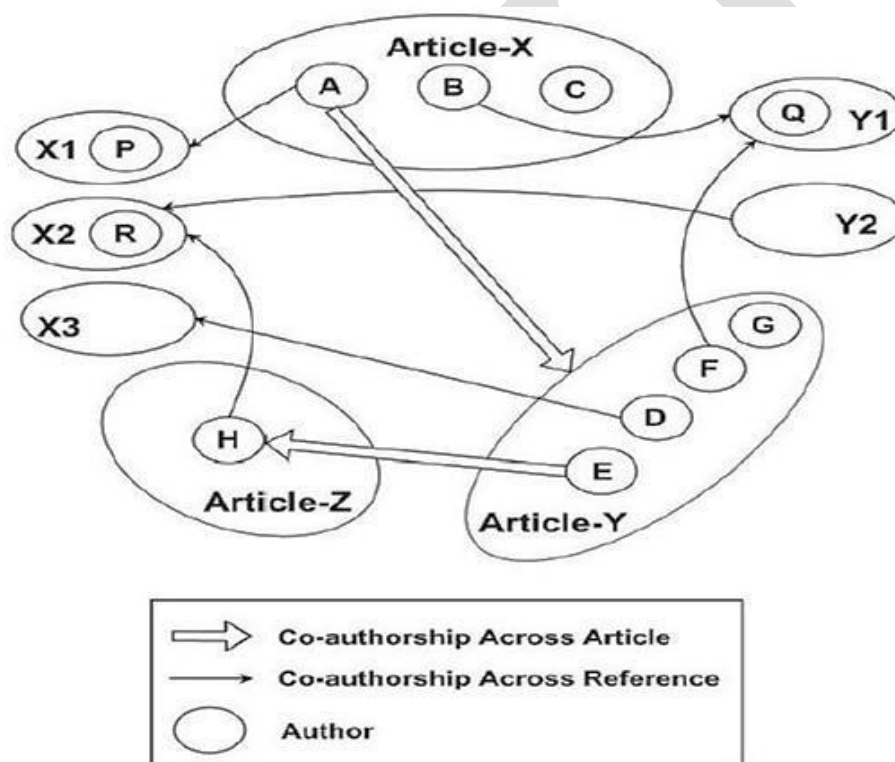 Article-X
A B C
Q Y1
X1 P
X2 R
Y2
X3
G
F
D
H
E
Article-Z
Article-Y
Co-authorship Across Article
Co-authorship Across Reference
Author